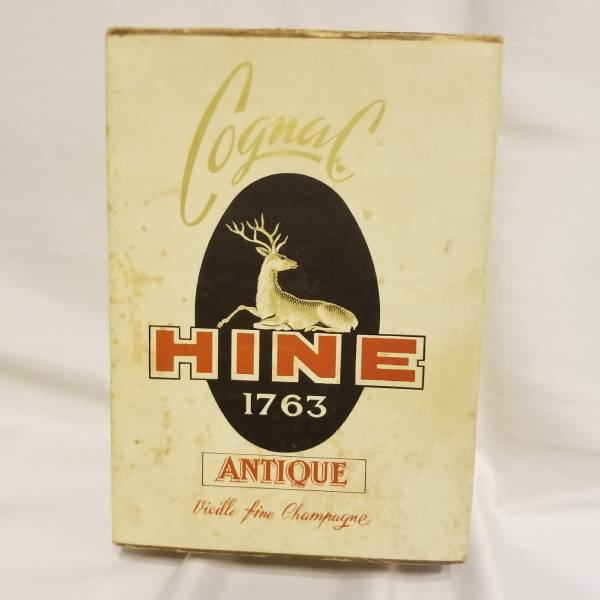 Cognac
HINE
1763
ANTIQUE
Vieille fine Champagne